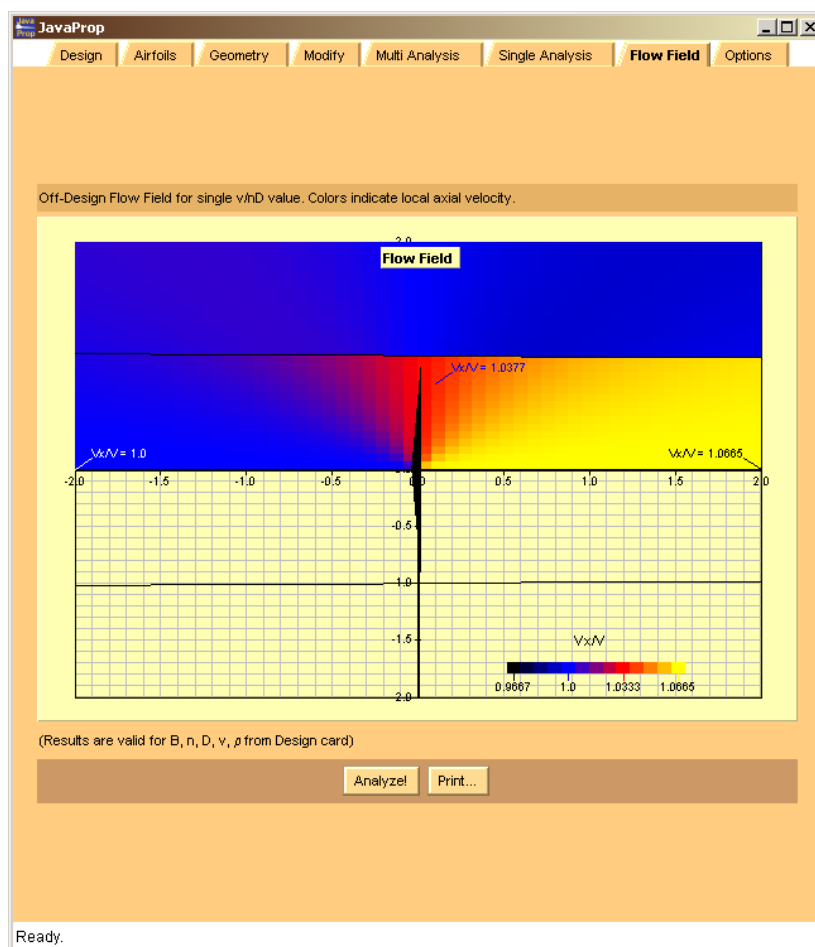 Java
Prop
JavaProp
Design Airfoils Geometry Modify Multi Analysis Single Analysis Flow Field Options
Off-Design Flow Field for single v/nD value. Colors indicate local axial velocity.
2.0
Flow Field
Vx/V = 1.0377
Vx/V = 1.0
Vx/V = 1.0665
-2.0 -1.5 -1.0 -0.5 0.0 0.5 1.0 1.5 2.0
-0.5
-1.0
-1.5
Vx/V
0.9667 1.0 1.0333 1.0665
2.0
(Results are valid for B, n, D, v, ρ from Design card)
Analyze! Print...
Ready.